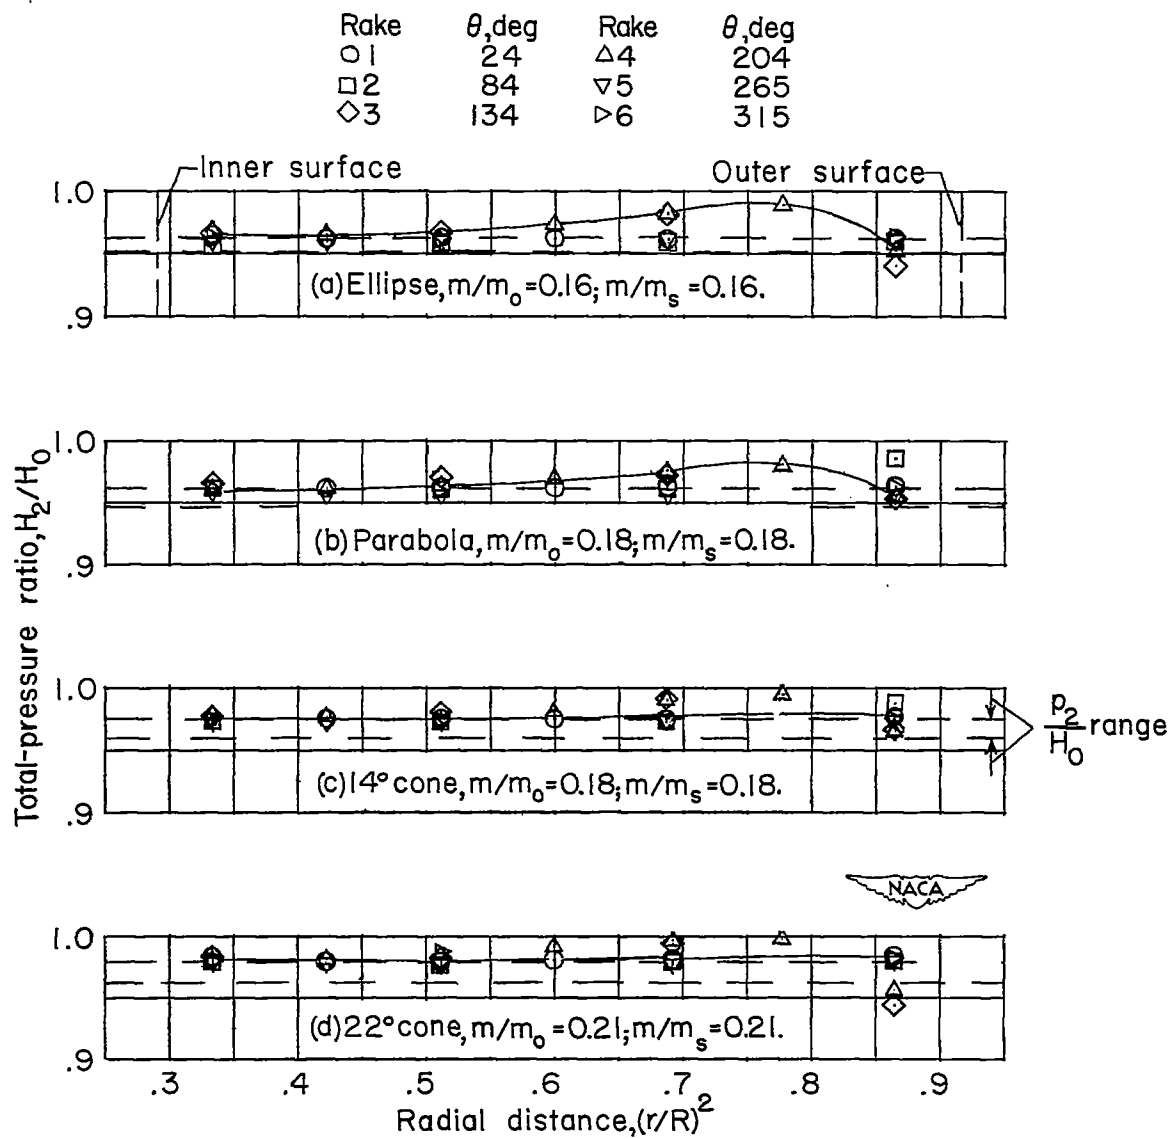 Rake θ,deg Rake θ,deg
1 24 4 204
2 84 5 265
3 134 6 315
Inner surface Outer surface
1.0
(a)Ellipse,m/m₀=0.16;m/mₛ=0.16.
.9
1.0
(b)Parabola,m/m₀=0.18;m/mₛ=0.18.
.9
Total-pressure ratio,H₂/H₀
1.0
(c)14°cone,m/m₀=0.18;m/mₛ=0.18.
.9
p₂/H₀ range
NACA
1.0
(d)22°cone,m/m₀=0.21;m/mₛ=0.21.
.9
.3 .4 .5 .6 .7 .8 .9
Radial distance,(r/R)²